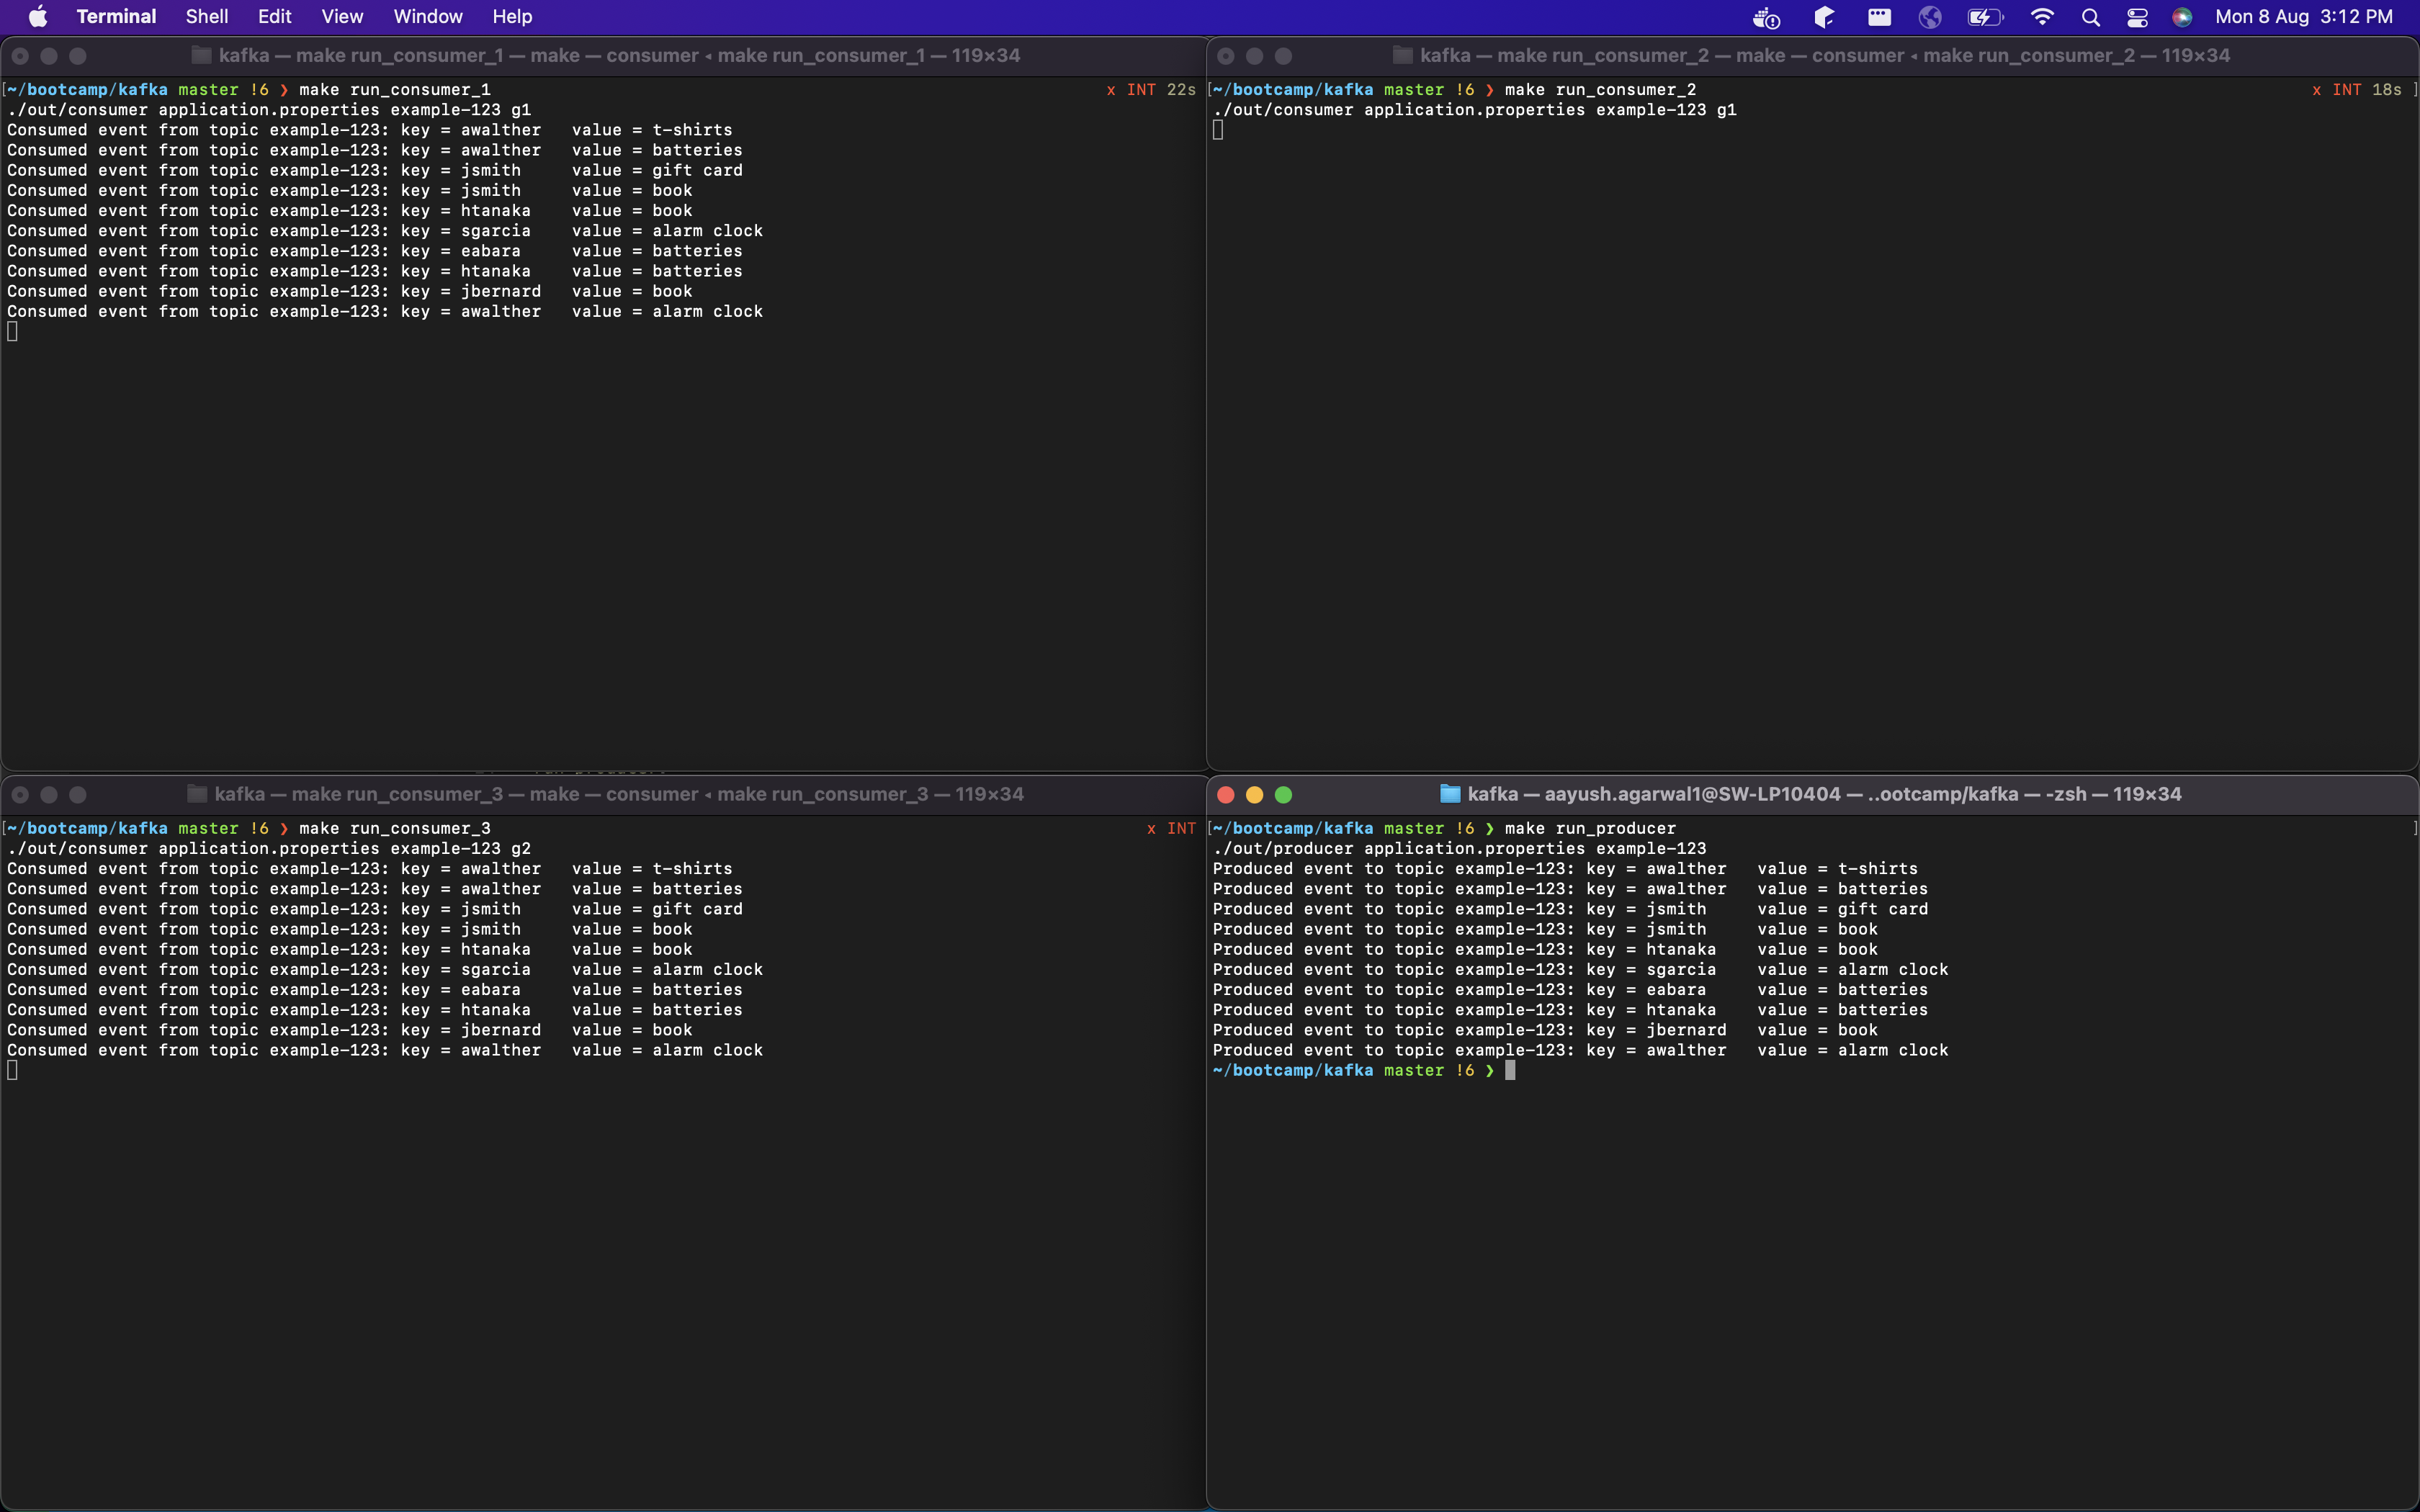 Terminal Shell Edit View Window Help Mon 8 Aug 3:12 PM
kafka — make run_consumer_1 — make — consumer ◂ make run_consumer_1 — 119×34
[~/bootcamp/kafka master !6 ❯ make run_consumer_1 x INT 22s
./out/consumer application.properties example-123 g1
Consumed event from topic example-123: key = awalther   value = t-shirts
Consumed event from topic example-123: key = awalther   value = batteries
Consumed event from topic example-123: key = jsmith     value = gift card
Consumed event from topic example-123: key = jsmith     value = book
Consumed event from topic example-123: key = htanaka    value = book
Consumed event from topic example-123: key = sgarcia    value = alarm clock
Consumed event from topic example-123: key = eabara     value = batteries
Consumed event from topic example-123: key = htanaka    value = batteries
Consumed event from topic example-123: key = jbernard   value = book
Consumed event from topic example-123: key = awalther   value = alarm clock
kafka — make run_consumer_2 — make — consumer ◂ make run_consumer_2 — 119×34
[~/bootcamp/kafka master !6 ❯ make run_consumer_2 x INT 18s ]
./out/consumer application.properties example-123 g1
kafka — make run_consumer_3 — make — consumer ◂ make run_consumer_3 — 119×34
[~/bootcamp/kafka master !6 ❯ make run_consumer_3 x INT
./out/consumer application.properties example-123 g2
Consumed event from topic example-123: key = awalther   value = t-shirts
Consumed event from topic example-123: key = awalther   value = batteries
Consumed event from topic example-123: key = jsmith     value = gift card
Consumed event from topic example-123: key = jsmith     value = book
Consumed event from topic example-123: key = htanaka    value = book
Consumed event from topic example-123: key = sgarcia    value = alarm clock
Consumed event from topic example-123: key = eabara     value = batteries
Consumed event from topic example-123: key = htanaka    value = batteries
Consumed event from topic example-123: key = jbernard   value = book
Consumed event from topic example-123: key = awalther   value = alarm clock
kafka — aayush.agarwal1@SW-LP10404 — ..ootcamp/kafka — -zsh — 119×34
[~/bootcamp/kafka master !6 ❯ make run_producer ]
./out/producer application.properties example-123
Produced event to topic example-123: key = awalther   value = t-shirts
Produced event to topic example-123: key = awalther   value = batteries
Produced event to topic example-123: key = jsmith     value = gift card
Produced event to topic example-123: key = jsmith     value = book
Produced event to topic example-123: key = htanaka    value = book
Produced event to topic example-123: key = sgarcia    value = alarm clock
Produced event to topic example-123: key = eabara     value = batteries
Produced event to topic example-123: key = htanaka    value = batteries
Produced event to topic example-123: key = jbernard   value = book
Produced event to topic example-123: key = awalther   value = alarm clock
~/bootcamp/kafka master !6 ❯